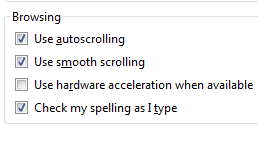 Browsing
Use autoscrolling
Use smooth scrolling
Use hardware acceleration when available
Check my spelling as I type